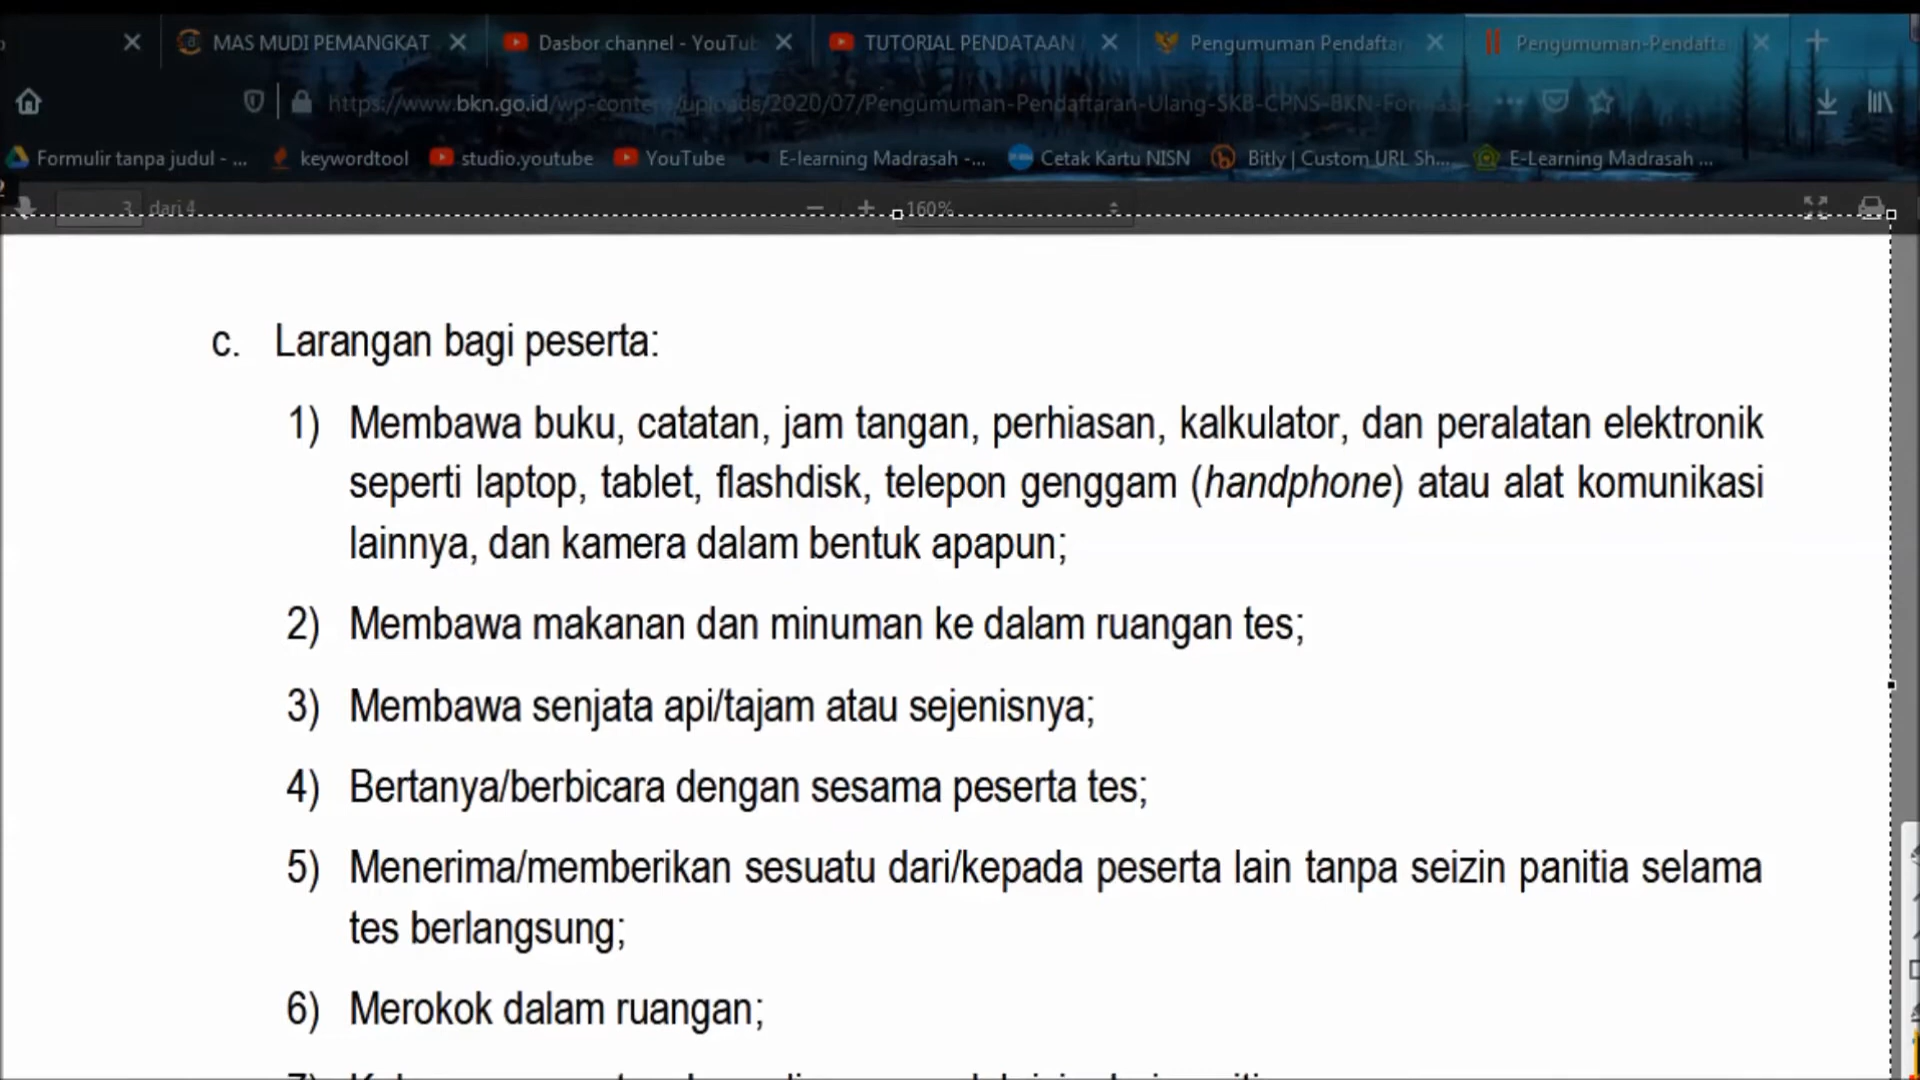 MAS MUDI PEMANGKAT
Dasbor channel - YouTub
TUTORIAL PENDATAAN
Pengumuman Pendaftar
Pengumuman-Pendafta
https://www.bkn.go.id/wp-content/uploads/2020/07/Pengumuman-Pendaftaran-Ulang-SKB-CPNS-BKN-Formasi-
Formulir tanpa judul - ...
keywordtool
studio.youtube
YouTube
E-learning Madrasah -...
Cetak Kartu NISN
Bitly | Custom URL Sh...
E-Learning Madrasah ...
3 dari 4
160%
c. Larangan bagi peserta:
1) Membawa buku, catatan, jam tangan, perhiasan, kalkulator, dan peralatan elektronik
seperti laptop, tablet, flashdisk, telepon genggam (handphone) atau alat komunikasi
lainnya, dan kamera dalam bentuk apapun;
2) Membawa makanan dan minuman ke dalam ruangan tes;
3) Membawa senjata api/tajam atau sejenisnya;
4) Bertanya/berbicara dengan sesama peserta tes;
5) Menerima/memberikan sesuatu dari/kepada peserta lain tanpa seizin panitia selama
tes berlangsung;
6) Merokok dalam ruangan;